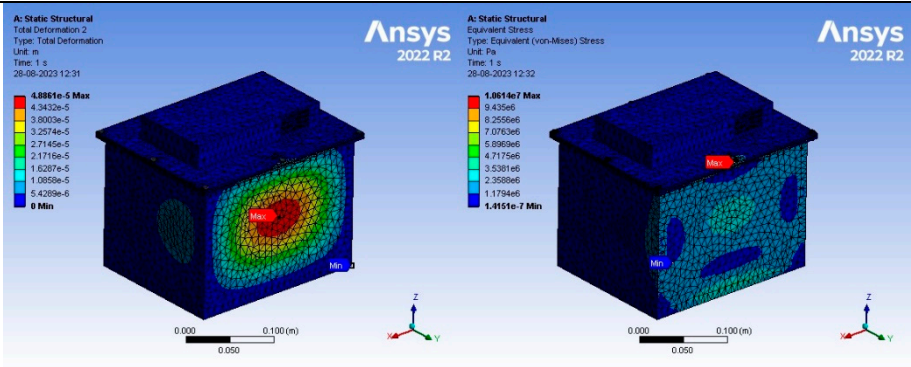 A: Static Structural
Total Deformation 2
Type: Total Deformation
Unit: m
Time: 1 s
28-08-2023 12:31
4.8861e-5 Max
4.3432e-5
3.8003e-5
3.2574e-5
2.7145e-5
2.1716e-5
1.6287e-5
1.0858e-5
5.4289e-6
0 Min
Ansys
2022 R2
Max
Min
0.000
0.100 (m)
0.050
Z
X
Y
A: Static Structural
Equivalent Stress
Type: Equivalent (von-Mises) Stress
Unit: Pa
Time: 1 s
28-08-2023 12:32
1.0614e7 Max
9.435e6
8.2556e6
7.0763e6
5.8969e6
4.7175e6
3.5381e6
2.3588e6
1.1794e6
1.4151e-7 Min
Ansys
2022 R2
Max
Min
0.000
0.100 (m)
0.050
Z
X
Y